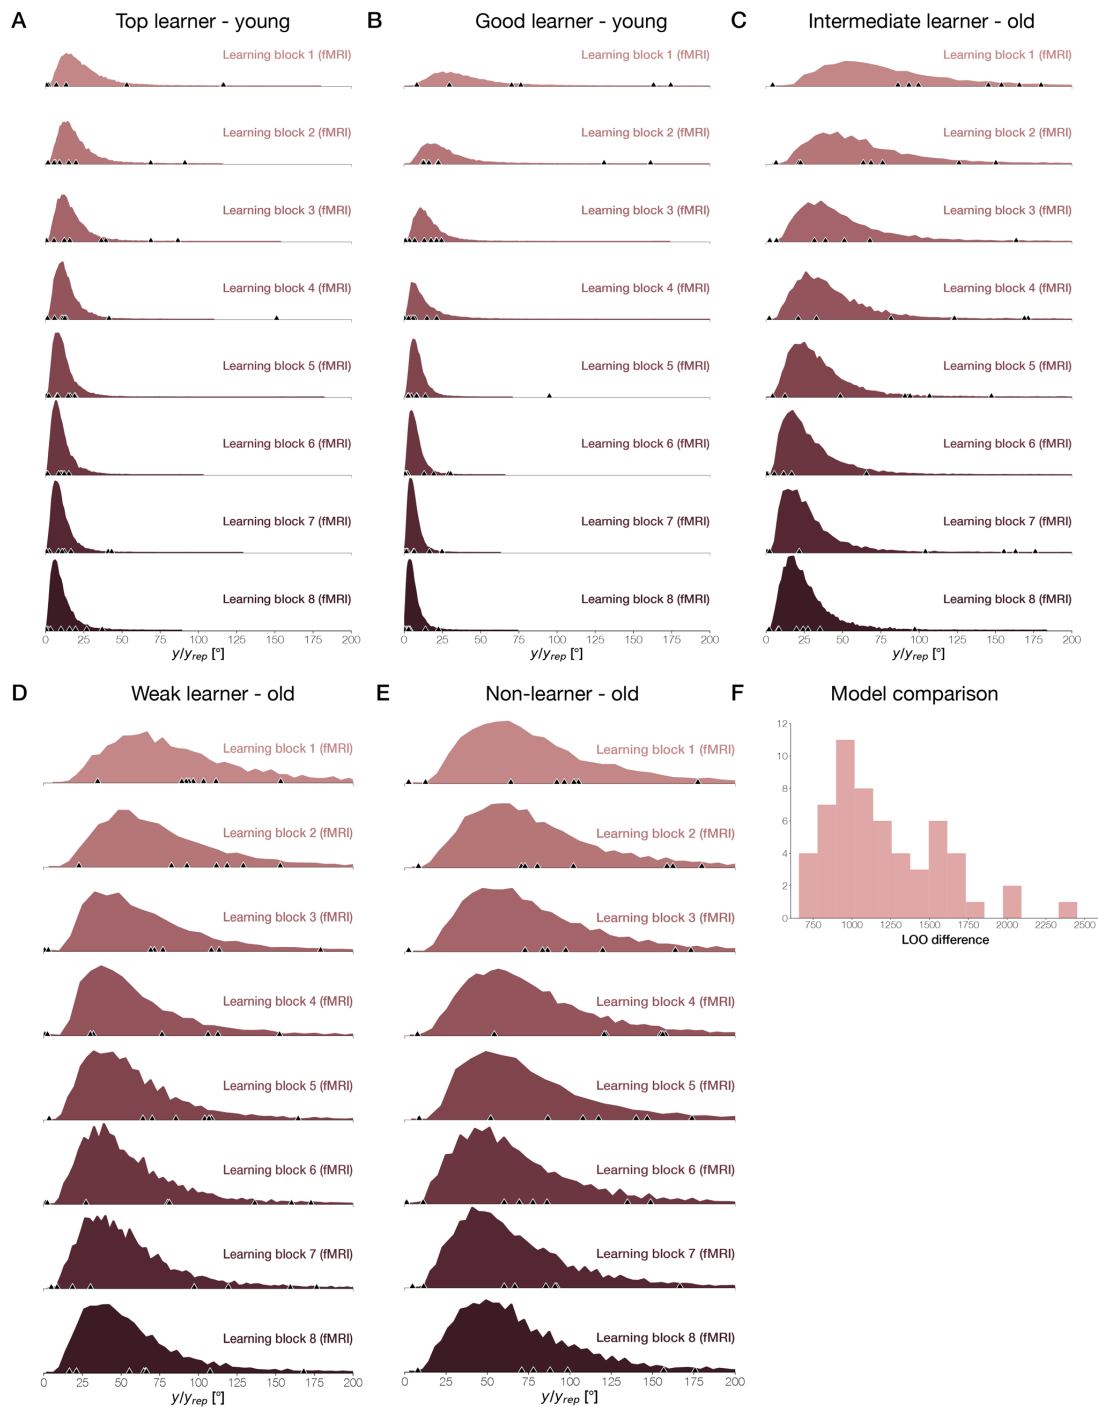 A Top learner - young
B Good learner - young
C Intermediate learner - old
Learning block 1 (fMRI)
Learning block 1 (fMRI)
Learning block 1 (fMRI)
Learning block 2 (fMRI)
Learning block 2 (fMRI)
Learning block 2 (fMRI)
Learning block 3 (fMRI)
Learning block 3 (fMRI)
Learning block 3 (fMRI)
Learning block 4 (fMRI)
Learning block 4 (fMRI)
Learning block 4 (fMRI)
Learning block 5 (fMRI)
Learning block 5 (fMRI)
Learning block 5 (fMRI)
Learning block 6 (fMRI)
Learning block 6 (fMRI)
Learning block 6 (fMRI)
Learning block 7 (fMRI)
Learning block 7 (fMRI)
Learning block 7 (fMRI)
Learning block 8 (fMRI)
Learning block 8 (fMRI)
Learning block 8 (fMRI)
0 25 50 75 100 125 150 175 200
0 25 50 75 100 125 150 175 200
0 25 50 75 100 125 150 175 200
y/y_rep [°]
y/y_rep [°]
y/y_rep [°]
D Weak learner - old
E Non-learner - old
F Model comparison
Learning block 1 (fMRI)
Learning block 1 (fMRI)
Learning block 2 (fMRI)
Learning block 2 (fMRI)
Learning block 3 (fMRI)
Learning block 3 (fMRI)
Learning block 4 (fMRI)
Learning block 4 (fMRI)
Learning block 5 (fMRI)
Learning block 5 (fMRI)
Learning block 6 (fMRI)
Learning block 6 (fMRI)
Learning block 7 (fMRI)
Learning block 7 (fMRI)
Learning block 8 (fMRI)
Learning block 8 (fMRI)
0 25 50 75 100 125 150 175 200
0 25 50 75 100 125 150 175 200
y/y_rep [°]
y/y_rep [°]
12
10
8
6
4
2
0
750 1000 1250 1500 1750 2000 2250 2500
LOO difference